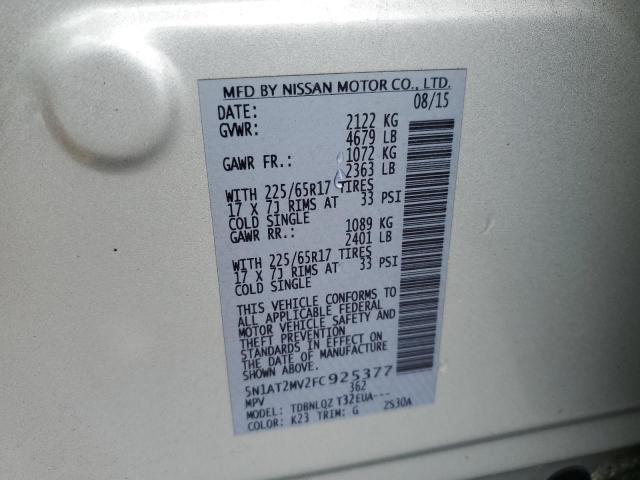 MFD BY NISSAN MOTOR CO., LTD.
DATE: 08/15
GVWR: 2122 KG
4679 LB
GAWR FR.: 1072 KG
2363 LB
WITH 225/65R17 TIRES
17 X 7J RIMS AT 33 PSI
COLD SINGLE
GAWR RR.: 1089 KG
2401 LB
WITH 225/65R17 TIRES
17 X 7J RIMS AT 33 PSI
COLD SINGLE
THIS VEHICLE CONFORMS TO
ALL APPLICABLE FEDERAL
MOTOR VEHICLE SAFETY AND
THEFT PREVENTION
STANDARDS IN EFFECT ON
THE DATE OF MANUFACTURE
SHOWN ABOVE.
5N1AT2MV2FC925377
MPV 362
MODEL: TDBNLQZ T32EUA---
COLOR: K23 TRIM: G ZS30A